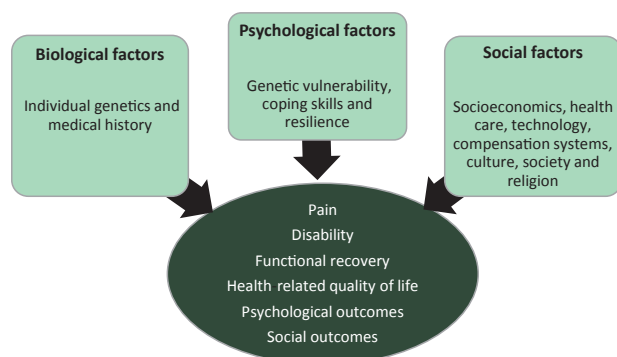 Biological factors
Individual genetics and
medical history
Psychological factors
Genetic vulnerability,
coping skills and
resilience
Social factors
Socioeconomics, health
care, technology,
compensation systems,
culture, society and
religion
Pain
Disability
Functional recovery
Health related quality of life
Psychological outcomes
Social outcomes